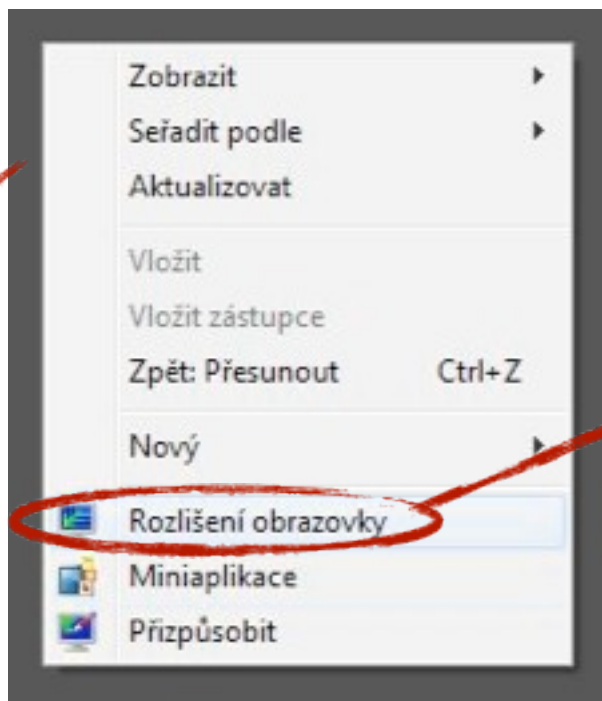 Zobrazit
Seřadit podle
Aktualizovat
Vložit
Vložit zástupce
Zpět: Přesunout Ctrl+Z
Nový
Rozlišení obrazovky
Miniaplikace
Přizpůsobit